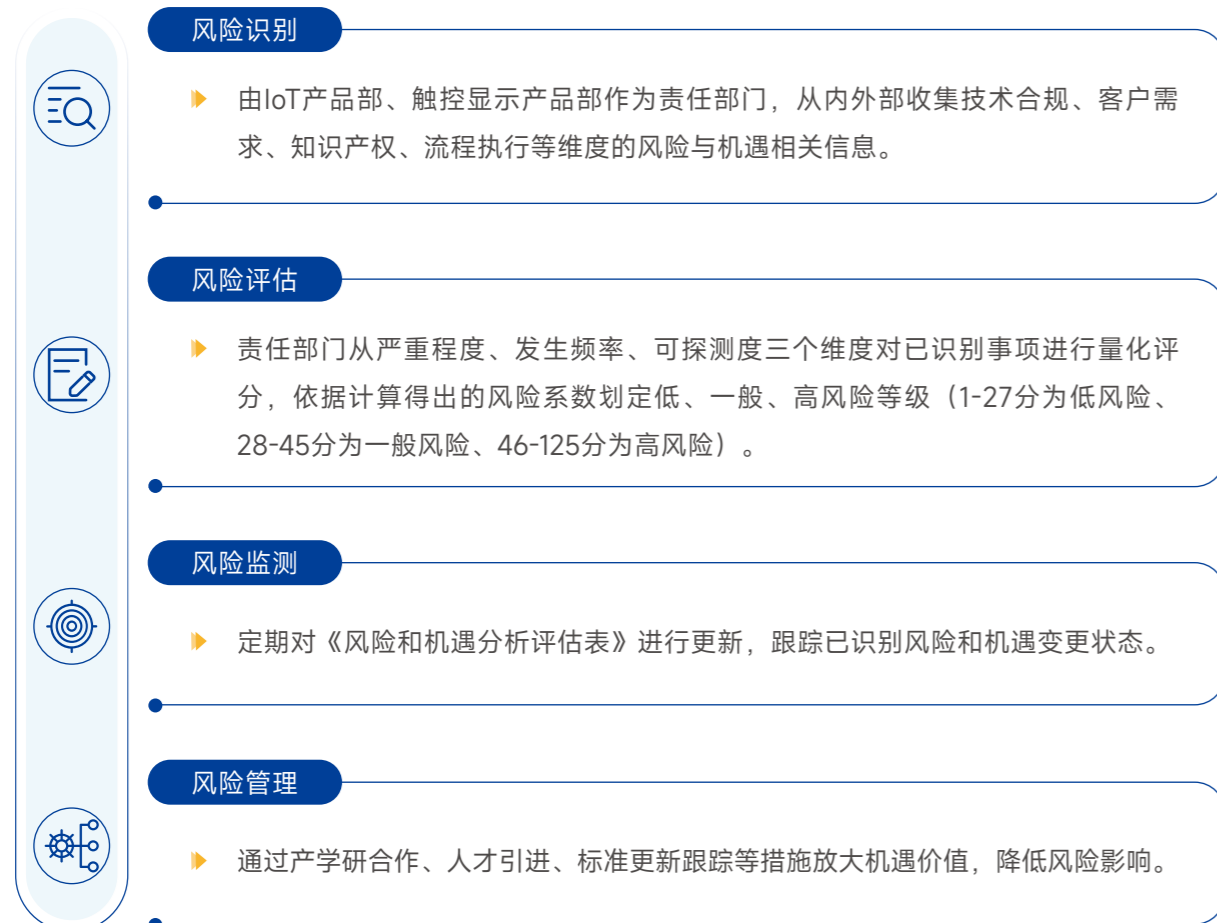 风险识别
由IoT产品部、触控显示产品部作为责任部门，从内外部收集技术合规、客户需
求、知识产权、流程执行等维度的风险与机遇相关信息。
风险评估
责任部门从严重程度、发生频率、可探测度三个维度对已识别事项进行量化评
分，依据计算得出的风险系数划定低、一般、高风险等级（1-27分为低风险、
28-45分为一般风险、46-125分为高风险）。
风险监测
定期对《风险和机遇分析评估表》进行更新，跟踪已识别风险和机遇变更状态。
风险管理
通过产学研合作、人才引进、标准更新跟踪等措施放大机遇价值，降低风险影响。